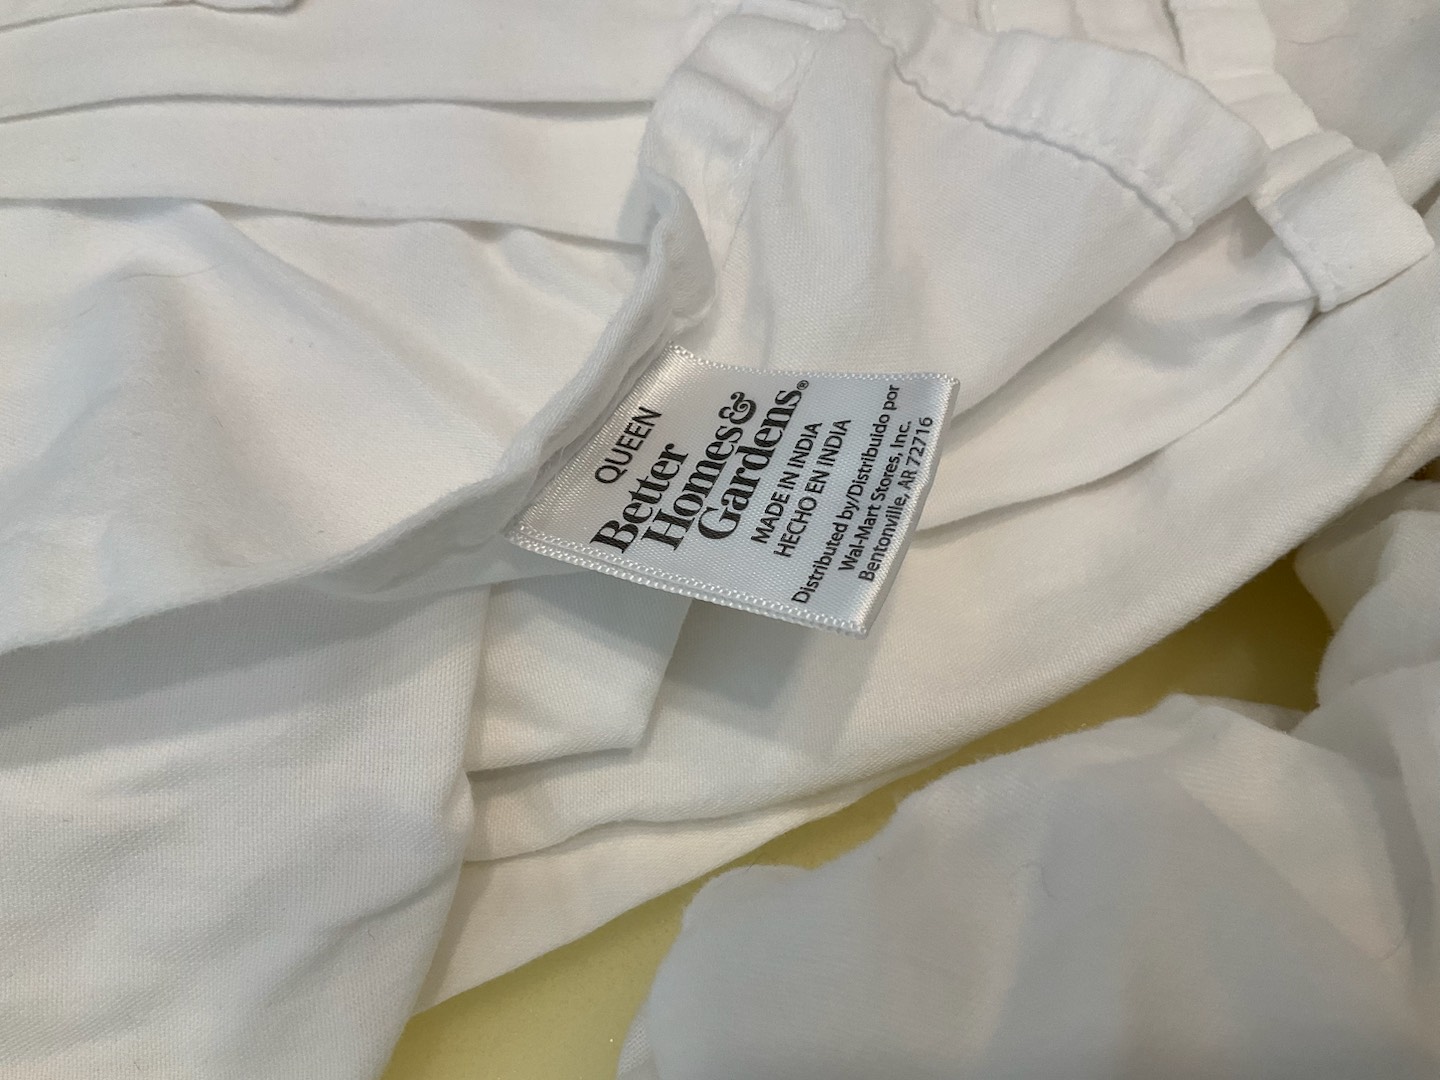 QUEEN
Better
Homes&
Gardens®
MADE IN INDIA
HECHO EN INDIA
Distributed by/Distribuido por
Wal-Mart Stores, Inc.
Bentonville, AR 72716